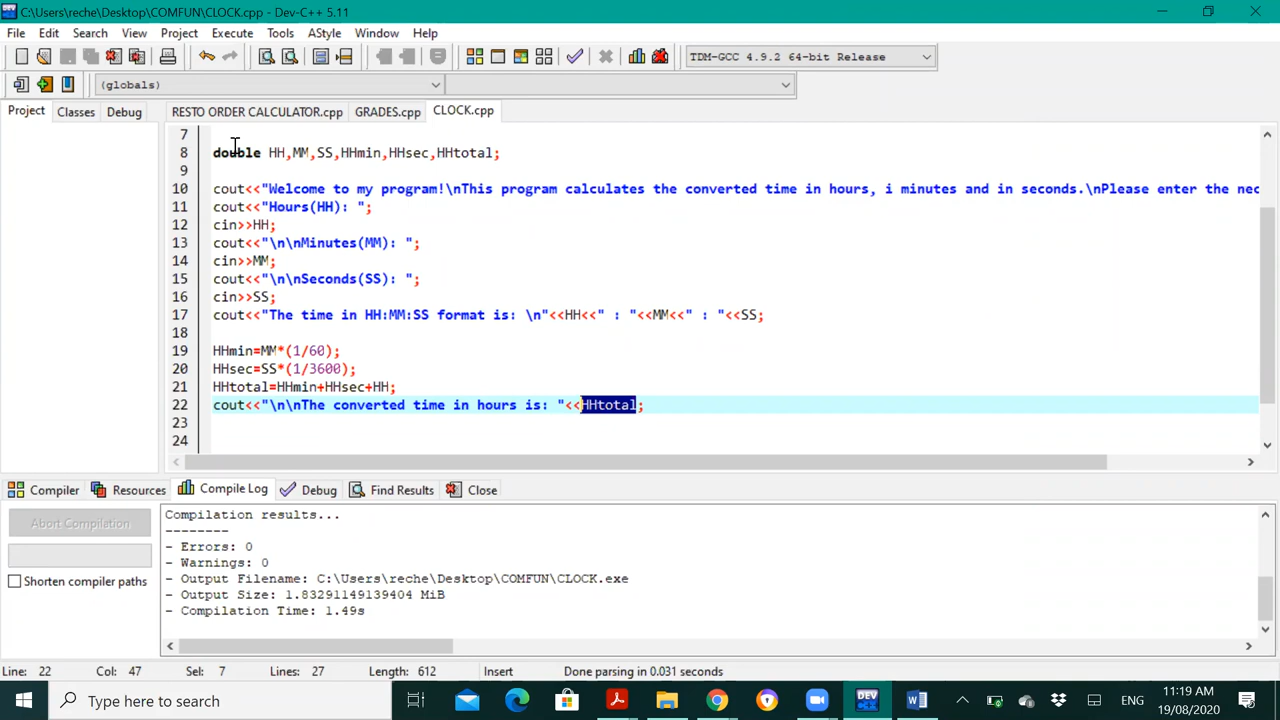 C:\Users\reche\Desktop\COMFUN\CLOCK.cpp - Dev-C++ 5.11
File Edit Search View Project Execute Tools AStyle Window Help
TDM-GCC 4.9.2 64-bit Release
(globals)
Project Classes Debug RESTO ORDER CALCULATOR.cpp GRADES.cpp CLOCK.cpp
7
8 double HH,MM,SS,HHmin,HHsec,HHtotal;
9
10 cout<<"Welcome to my program!\nThis program calculates the converted time in hours, i minutes and in seconds.\nPlease enter the nec
11 cout<<"Hours(HH): ";
12 cin>>HH;
13 cout<<"\n\nMinutes(MM): ";
14 cin>>MM;
15 cout<<"\n\nSeconds(SS): ";
16 cin>>SS;
17 cout<<"The time in HH:MM:SS format is: \n"<<HH<<" : "<<MM<<" : "<<SS;
18
19 HHmin=MM*(1/60);
20 HHsec=SS*(1/3600);
21 HHtotal=HHmin+HHsec+HH;
22 cout<<"\n\nThe converted time in hours is: "<<HHtotal;
23
24
Compiler Resources Compile Log Debug Find Results Close
Abort Compilation
Shorten compiler paths
Compilation results...
--------
- Errors: 0
- Warnings: 0
- Output Filename: C:\Users\reche\Desktop\COMFUN\CLOCK.exe
- Output Size: 1.83291149139404 MiB
- Compilation Time: 1.49s
Line: 22 Col: 47 Sel: 7 Lines: 27 Length: 612 Insert Done parsing in 0.031 seconds
Type here to search
DEV
ENG
11:19 AM
19/08/2020